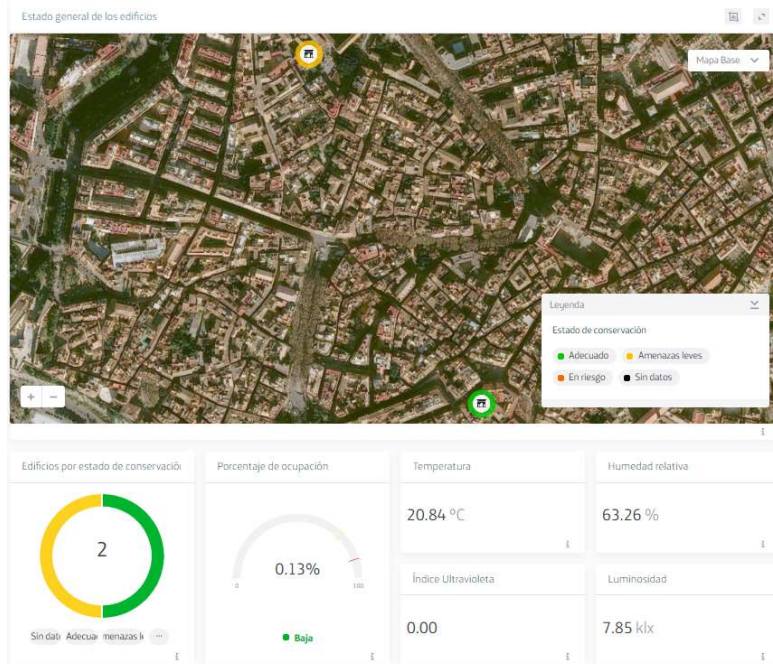 Estado general de los edificios
Mapa Base
Leyenda
Estado de conservación
Adecuado Amenazas leves
En riesgo Sin datos
+ −
i
Edificios por estado de conservació
2
Sin dat Adecua menazas l ...
i
Porcentaje de ocupación
0.13%
0 100
Baja
i
Temperatura
20.84 °C
i
Humedad relativa
63.26 %
i
Índice Ultravioleta
0.00
i
Luminosidad
7.85 klx
i